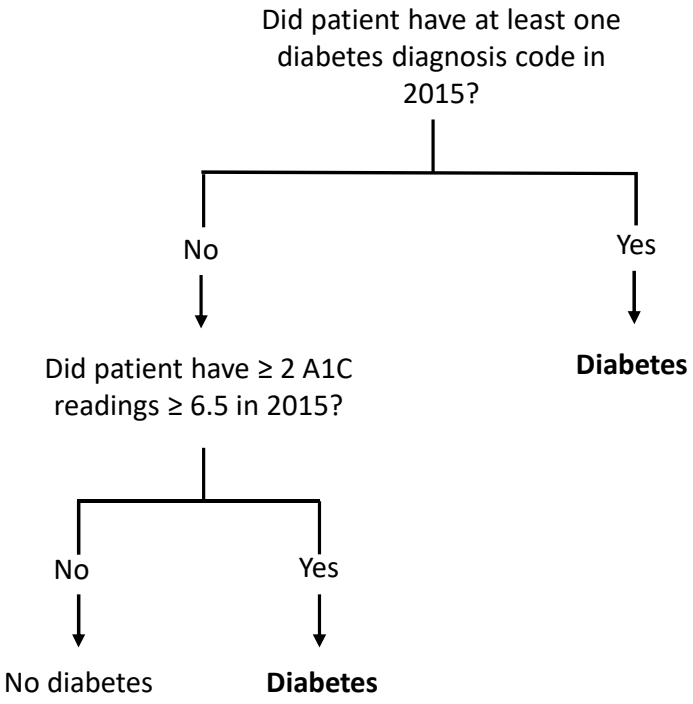 Did patient have at least one
diabetes diagnosis code in
2015?
No
Yes
Did patient have ≥ 2 A1C
readings ≥ 6.5 in 2015?
Diabetes
No
Yes
No diabetes
Diabetes